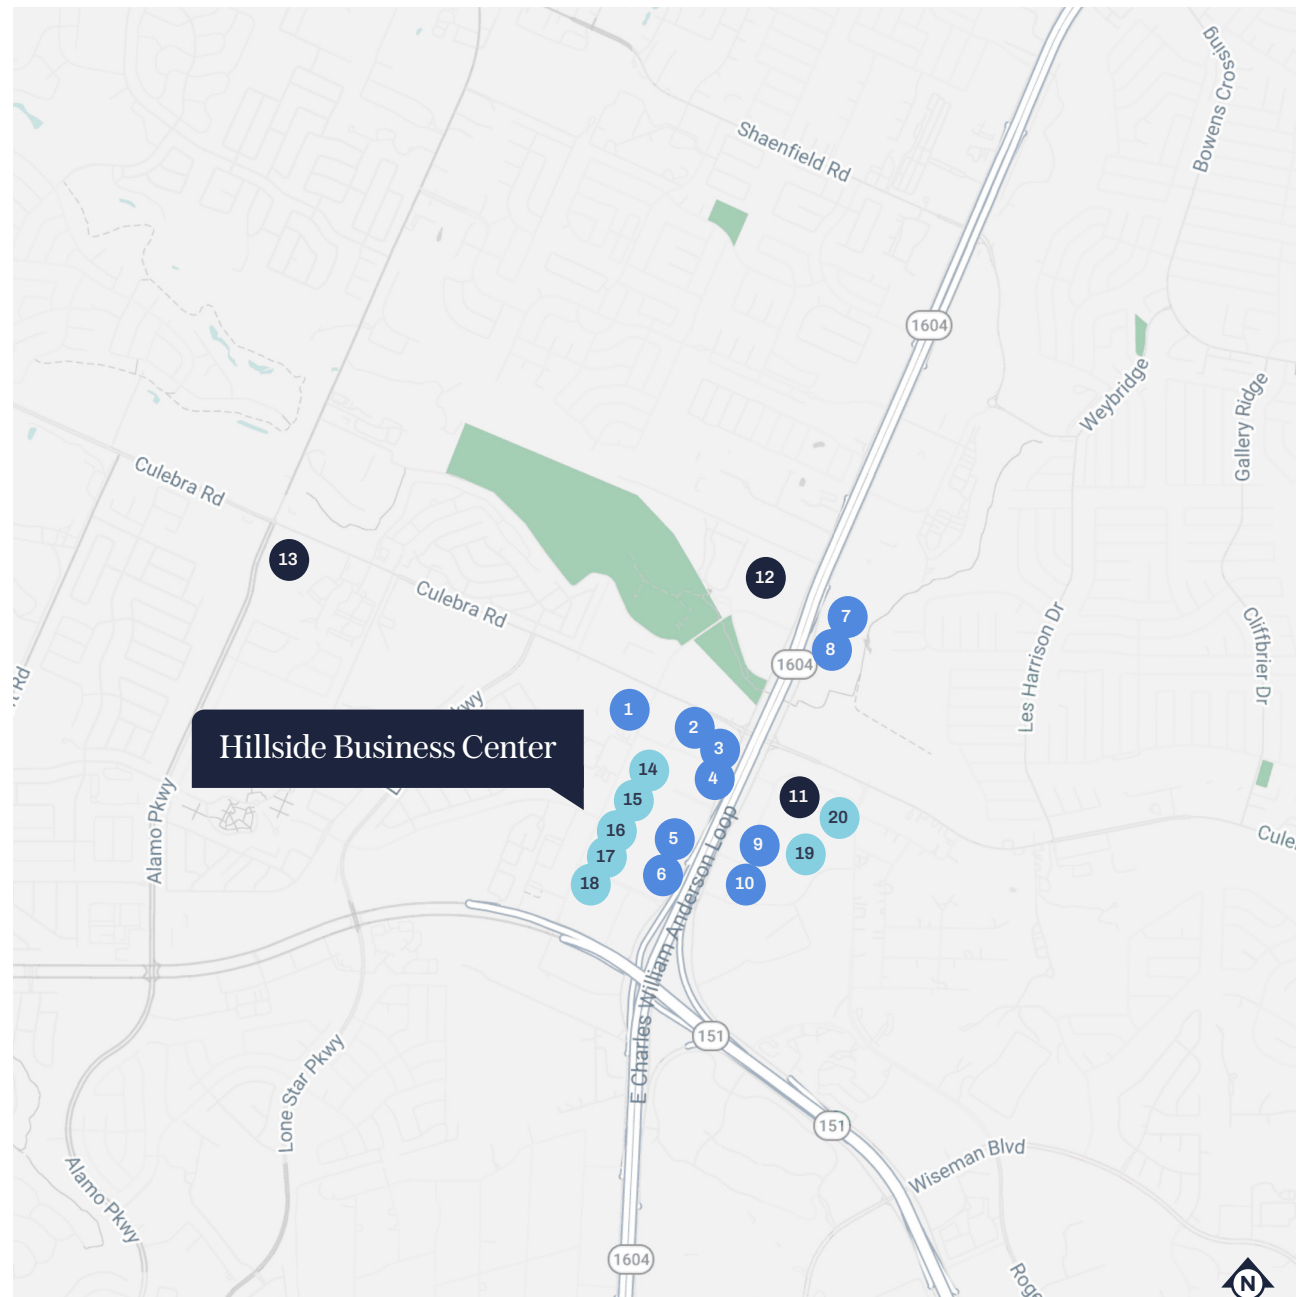 Bowens Crossing
Shaenfield Rd
1604
Weybridge
Gallery Ridge
Culebra Rd
13
Culebra Rd
12
7
8
1604
Les Harrison Dr
Cliffbrier Dr
Rd
1
2
3
4
Hillside Business Center
14
15
16
17
18
5
6
11
20
9
19
10
Alamo Pkwy
E Charles William Anderson Loop
151
Lone Star Pkwy
151
Wiseman Blvd
Alamo Pkwy
1604
N